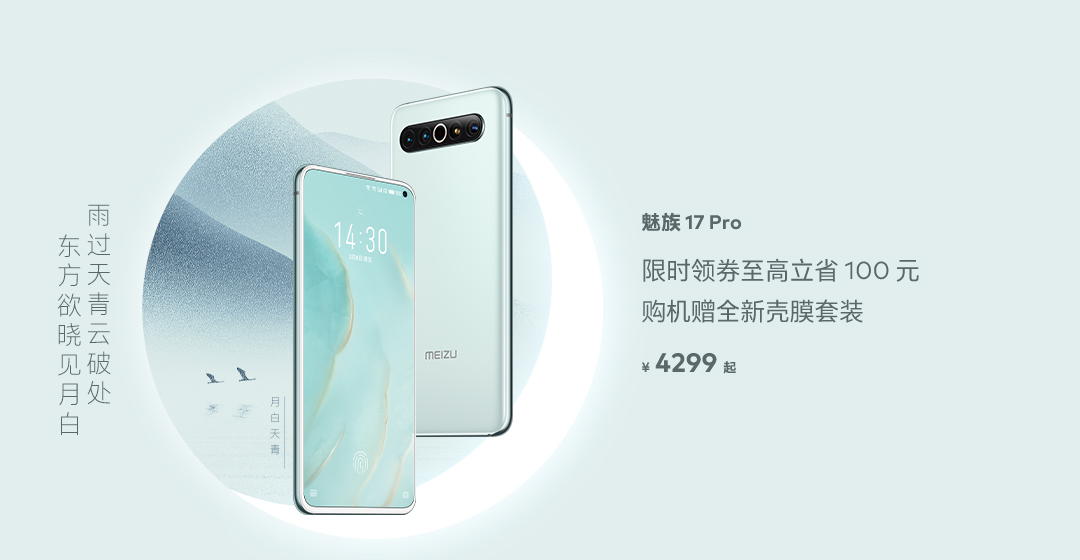 雨过天青云破处
东方欲晓见月白
月白天青
14:30
MEIZU
魅族 17 Pro
限时领券至高立省 100 元
购机赠全新壳膜套装
¥ 4299 起